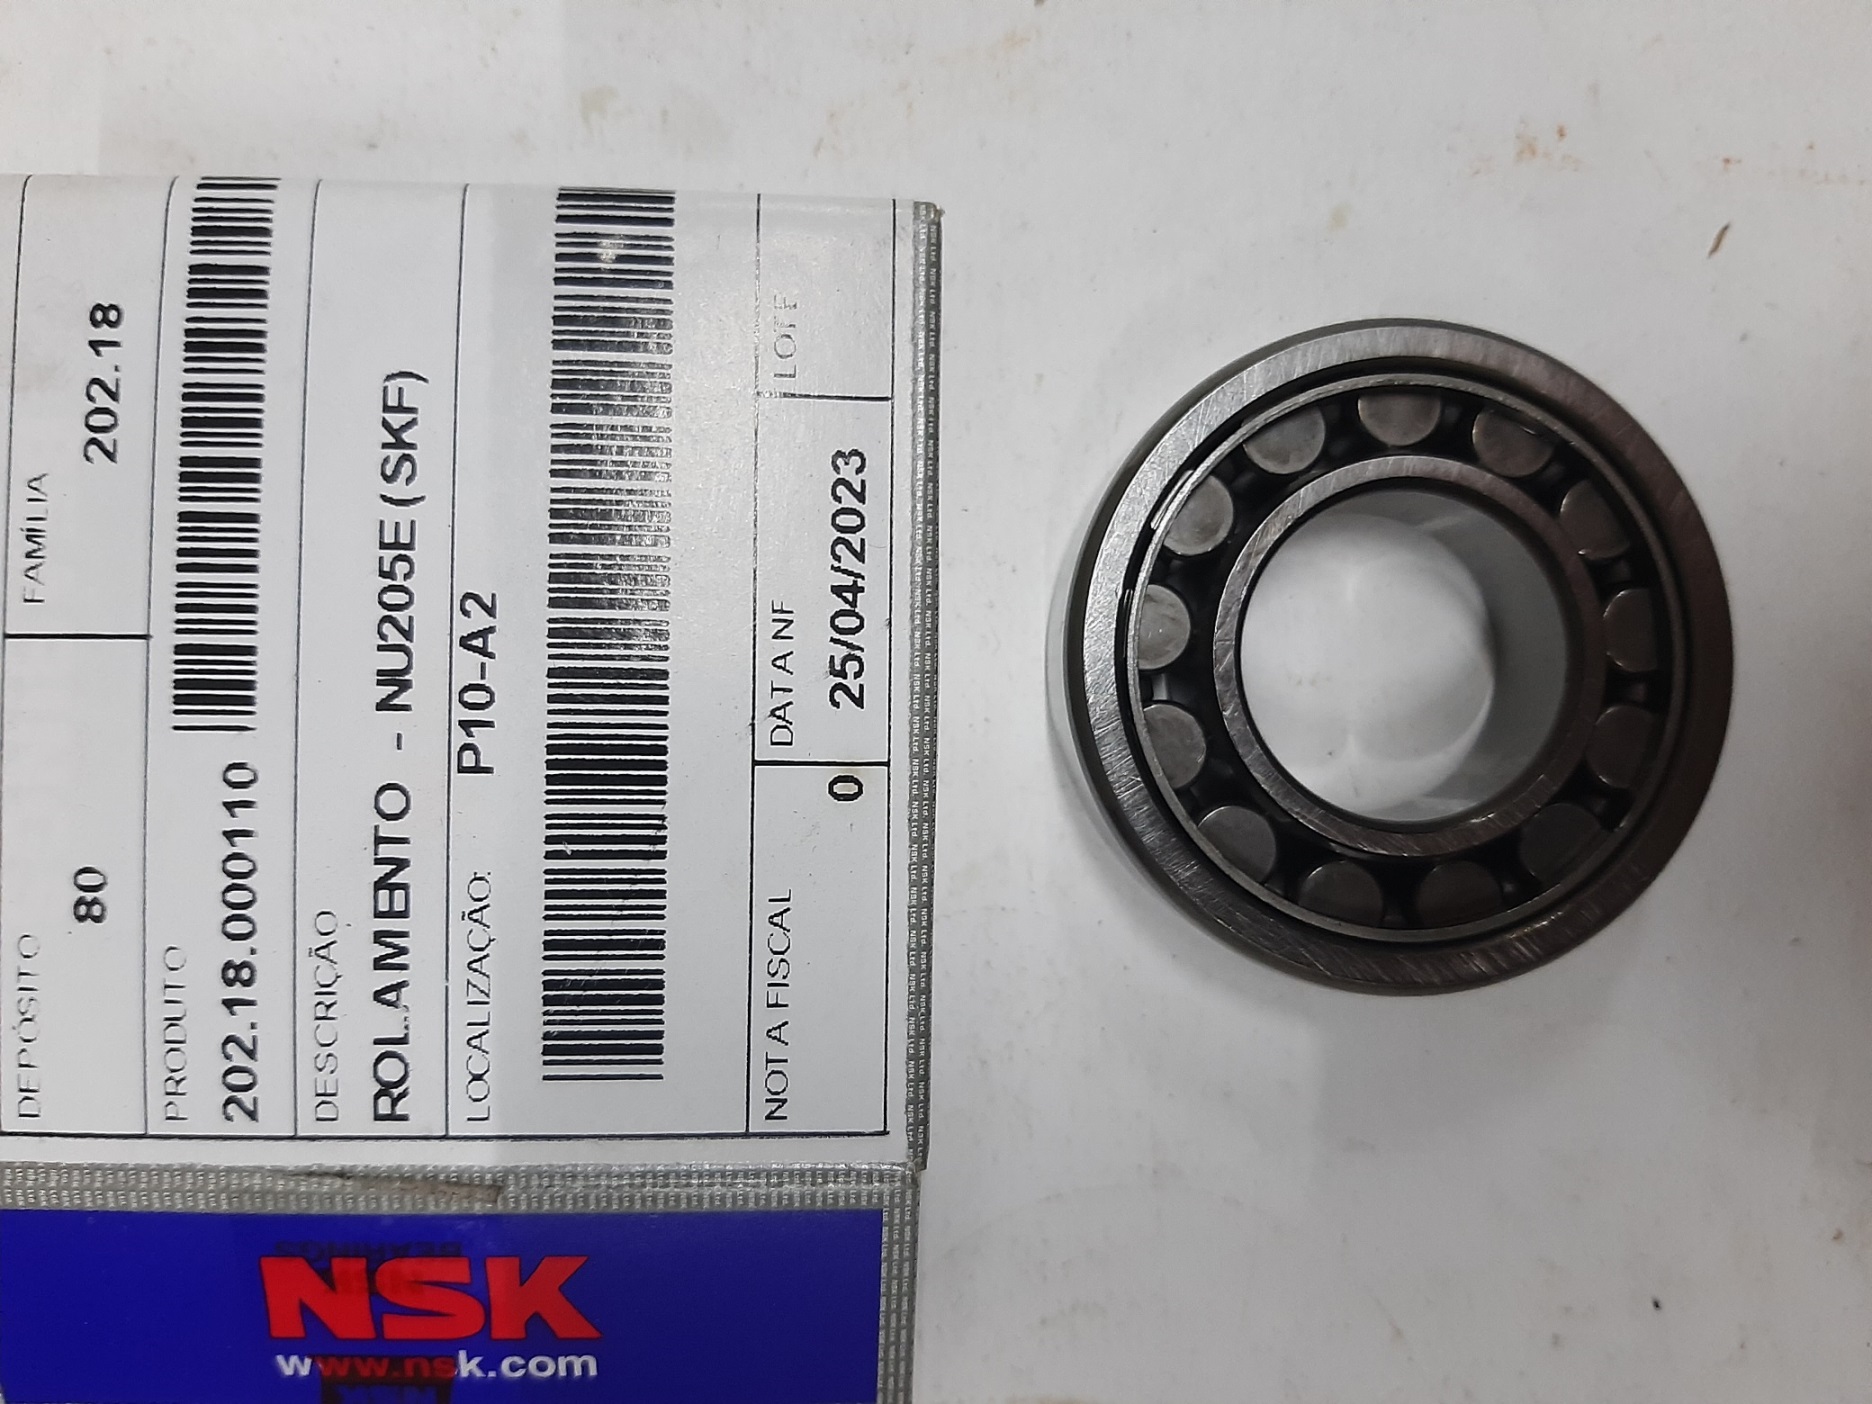 www.nsk.com
NSK
BEARINGS
DEPÓSITO
80
FAMÍLIA
202.18
PRODUTO
202.18.000110
DESCRIÇÃO
ROLAMENTO - NU205E (SKF)
LOCALIZAÇÃO:
P10-A2
NOTA FISCAL
0
DATA NF
25/04/2023